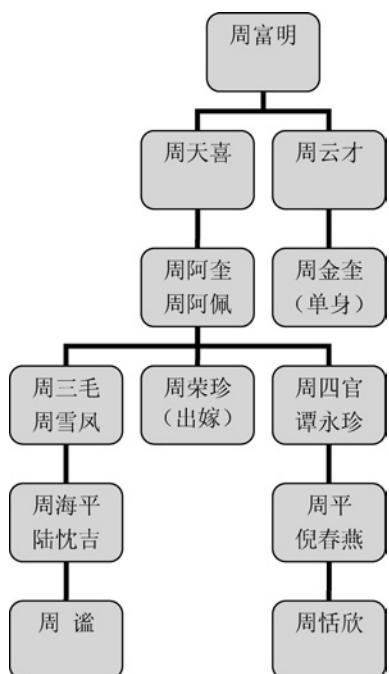 周富明
周天喜
周云才
周阿奎
周阿佩
周金奎
（单身）
周三毛
周雪凤
周荣珍
（出嫁）
周四官
谭永珍
周海平
陆忱吉
周平
倪春燕
周 谧
周恬欣